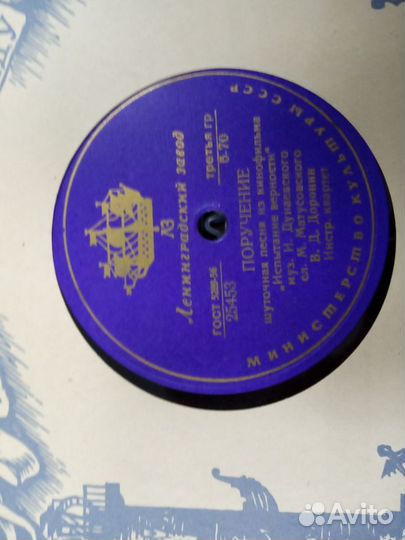 ЛЗ
Ленинградский завод
ГОСТ 5289-56 третья гр
25453 6-70
ПОРУЧЕНИЕ
шуточная песня из кинофильма
"Испытание верности"
муз. И. Дунаевского
сл. М. Матусовского
В. Д. Доронин
Инстр. квартет
МИНИСТЕРСТВО КУЛЬТУРЫ СССР
Avito